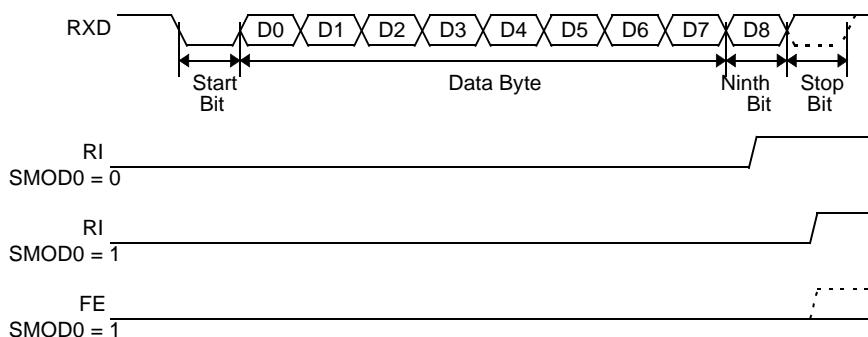 RXD D0 D1 D2 D3 D4 D5 D6 D7 D8
Start Bit
Data Byte
Ninth Bit
Stop Bit
RI
SMOD0 = 0
RI
SMOD0 = 1
FE
SMOD0 = 1